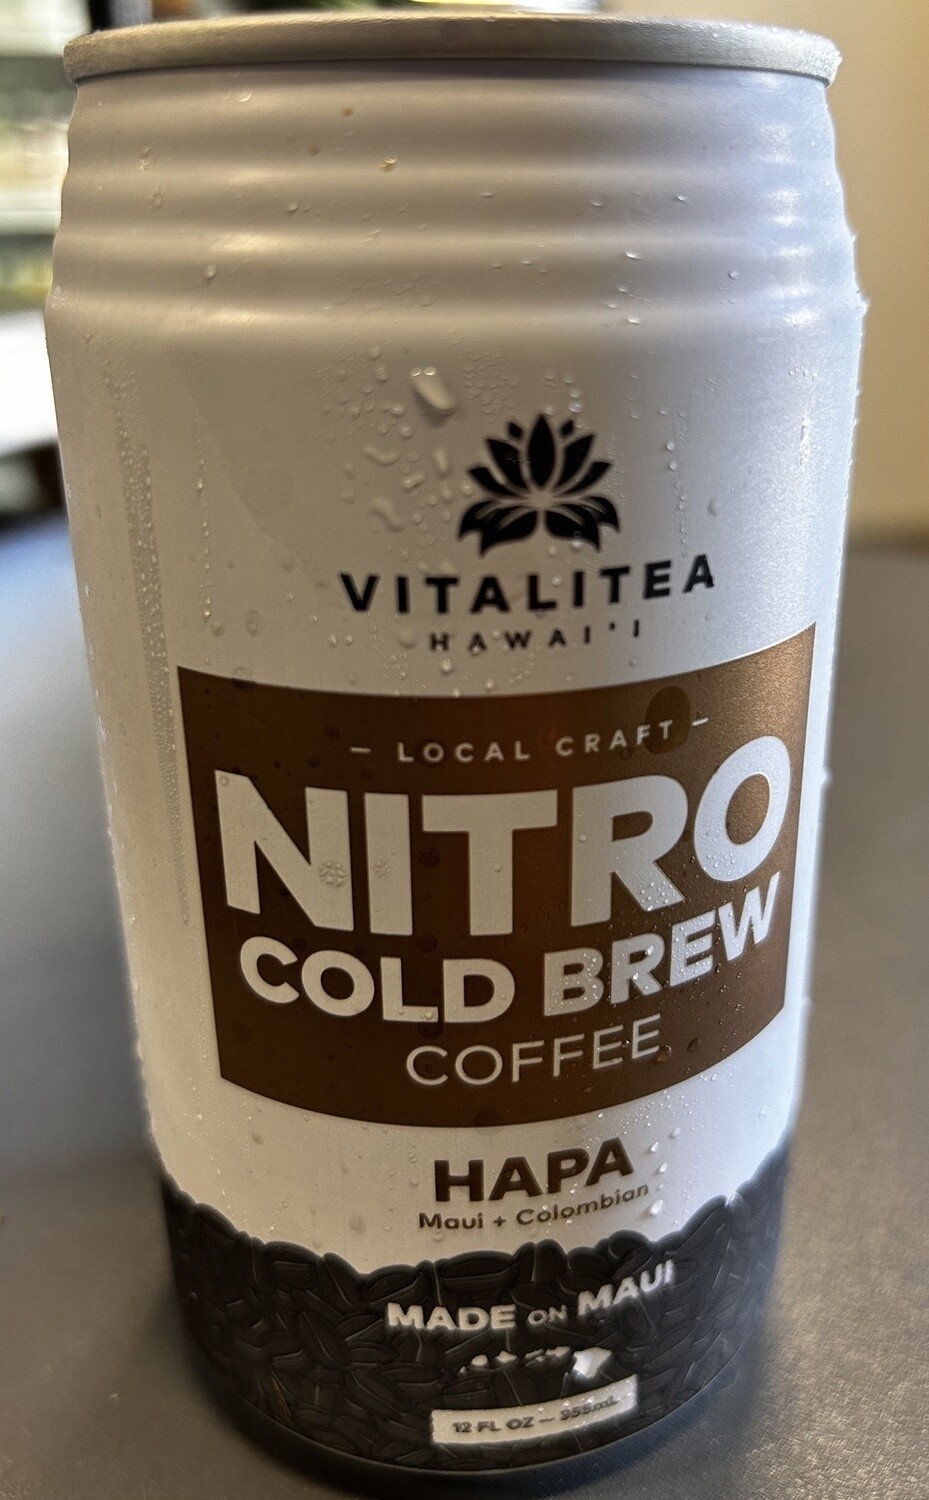 VITALITEA
HAWAI'I
– LOCAL CRAFT –
NITRO
COLD BREW
COFFEE
HAPA
Maui + Colombian
MADE ON MAUI
12 FL OZ – 355mL